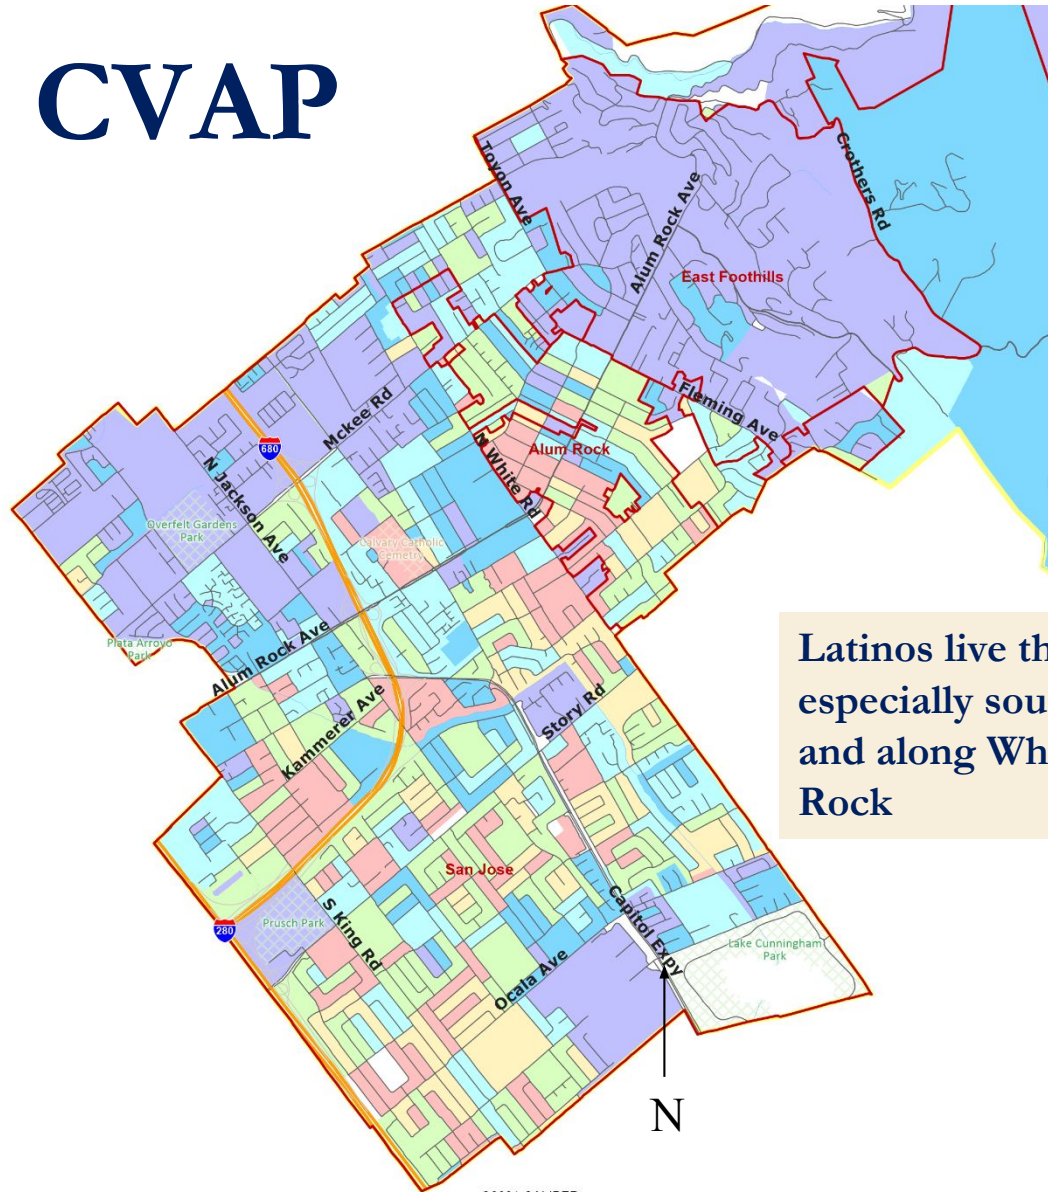 CVAP
Toyon Ave
Crothers Rd
Alum Rock Ave
East Foothills
Mckee Rd
Fleming Ave
680
N White Rd
Alum Rock
N Jackson Ave
Overfelt Gardens
Park
Calvary Catholic
Cemetry
Plata Arroyo
Park
Alum Rock Ave
Kammerer Ave
Story Rd
Latinos live th
especially sou
and along Wh
Rock
San Jose
S King Rd
Prusch Park
280
Capitol Expy
Lake Cunningham
Park
Ocala Ave
N